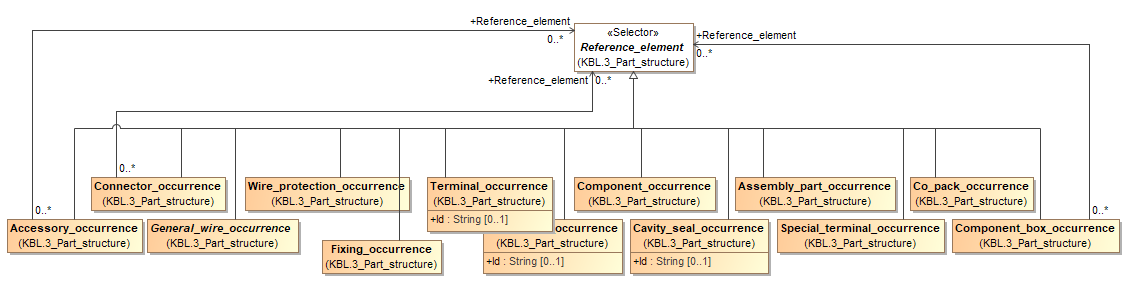 +Reference_element
0..*
«Selector»
Reference_element
(KBL.3_Part_structure)
+Reference_element
0..*
+Reference_element
0..*
0..*
Connector_occurrence
(KBL.3_Part_structure)
Wire_protection_occurrence
(KBL.3_Part_structure)
Terminal_occurrence
(KBL.3_Part_structure)
+Id : String [0..1]
Component_occurrence
(KBL.3_Part_structure)
Assembly_part_occurrence
(KBL.3_Part_structure)
Co_pack_occurrence
(KBL.3_Part_structure)
0..*
0..*
Accessory_occurrence
(KBL.3_Part_structure)
General_wire_occurrence
(KBL.3_Part_structure)
Fixing_occurrence
(KBL.3_Part_structure)
occurrence
(KBL.3_Part_structure)
+Id : String [0..1]
Cavity_seal_occurrence
(KBL.3_Part_structure)
+Id : String [0..1]
Special_terminal_occurrence
(KBL.3_Part_structure)
Component_box_occurrence
(KBL.3_Part_structure)